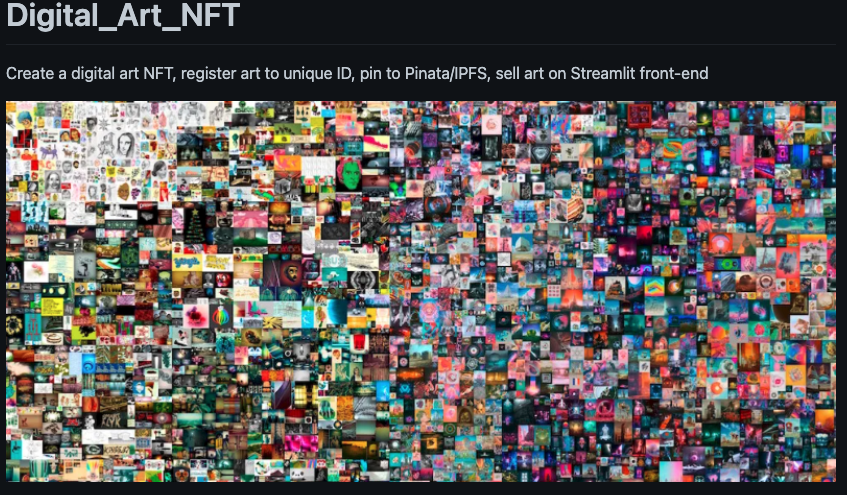 Digital_Art_NFT
Create a digital art NFT, register art to unique ID, pin to Pinata/IPFS, sell art on Streamlit front-end